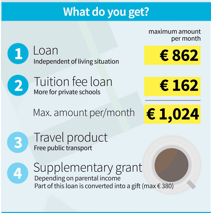 What do you get?
maximum amount
per month
1 Loan € 862
Independent of living situation
2 Tuition fee loan € 162
More for private schools
Max. amount per/month € 1,024
3 Travel product
Free public transport
4 Supplementary grant
Depending on parental income
Part of this loan is converted into a gift (max € 380)